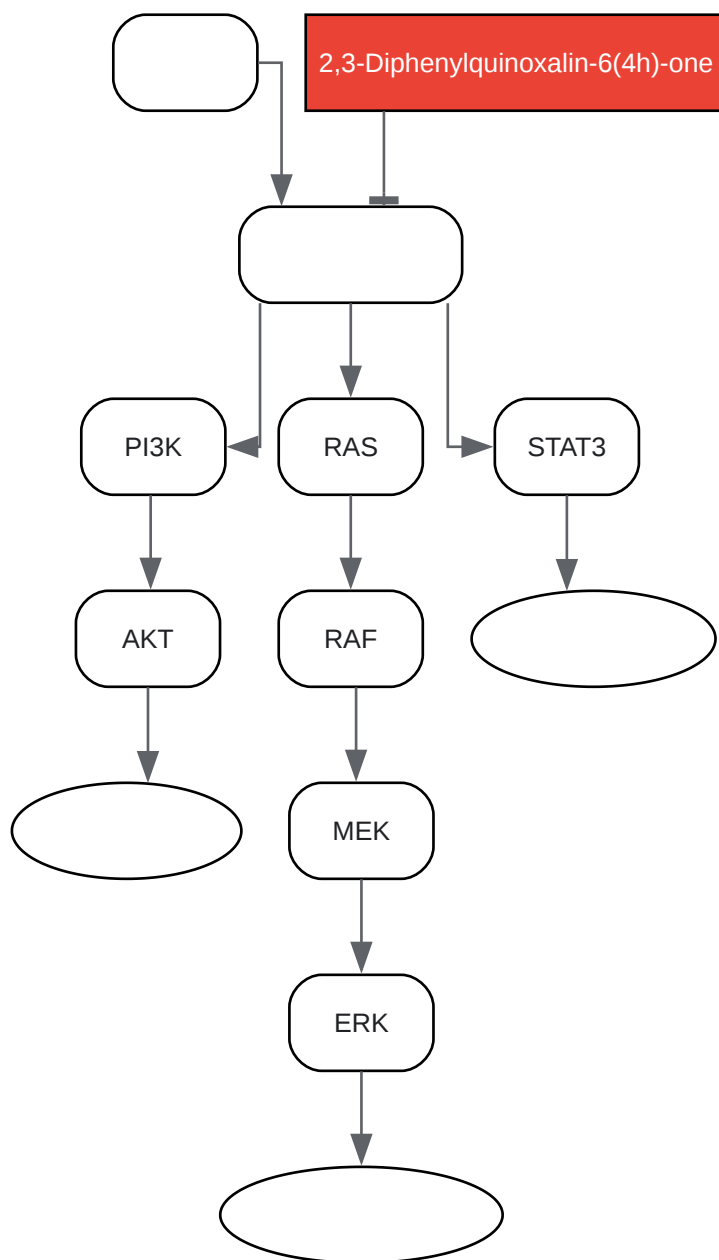 2,3-Diphenylquinoxalin-6(4h)-one
PI3K
RAS
STAT3
AKT
RAF
MEK
ERK